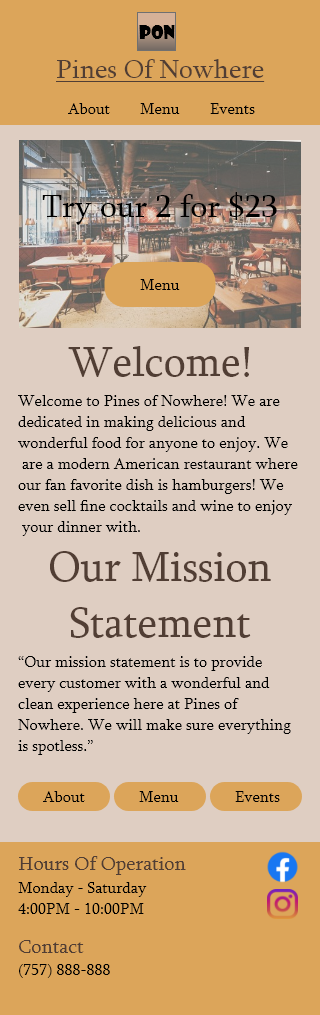 PON
Pines Of Nowhere
About Menu Events
Try our 2 for $23
Menu
Welcome!
Welcome to Pines of Nowhere! We are
dedicated in making delicious and
wonderful food for anyone to enjoy. We
are a modern American restaurant where
our fan favorite dish is hamburgers! We
even sell fine cocktails and wine to enjoy
your dinner with.
Our Mission
Statement
“Our mission statement is to provide
every customer with a wonderful and
clean experience here at Pines of
Nowhere. We will make sure everything
is spotless.”
About Menu Events
Hours Of Operation
Monday - Saturday
4:00PM - 10:00PM
Contact
(757) 888-888